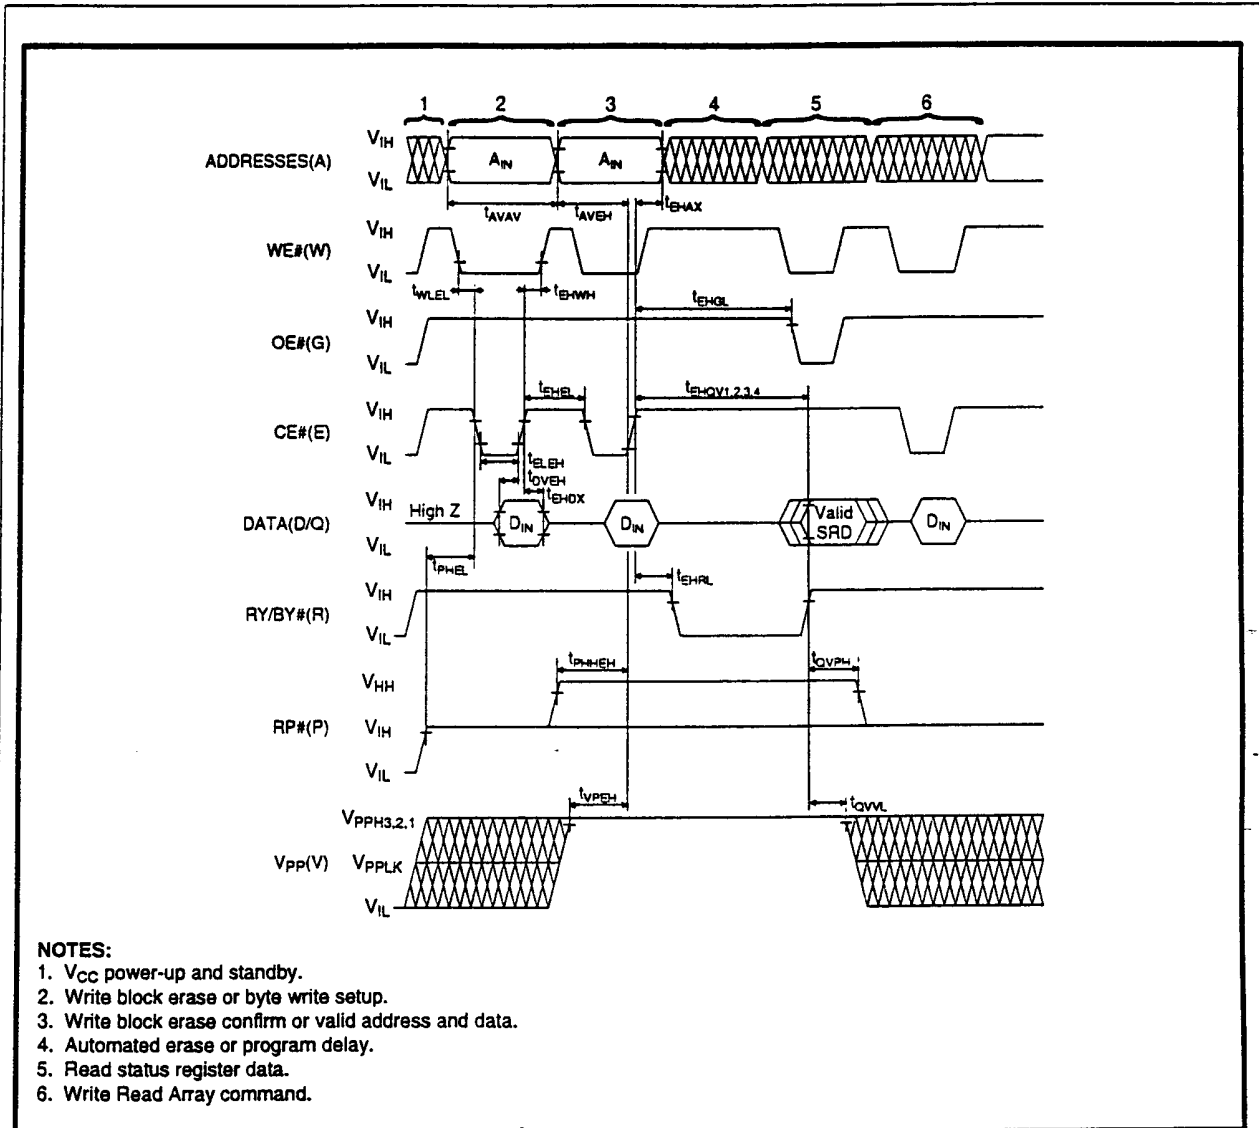 1 2 3 4 5 6
ADDRESSES(A)
VIH
VIL
AIN AIN
tAVAV tAVEH tEHAX
WE#(W)
VIH
VIL
tWLEL tEHWH tEHGL
OE#(G)
VIH
VIL
tEHEL tEHQV1,2,3,4
CE#(E)
VIH
VIL
tELEH
tDVEH
tEHDX
DATA(D/Q)
VIH
VIL
High Z
DIN DIN Valid SRD DIN
tPHEL tEHRL
RY/BY#(R)
VIH
VIL
tPHHEH tQVPH
VHH
RP#(P)
VIH
VIL
tVPEH tQVVL
VPPH3,2,1
VPP(V) VPPLK
VIL
NOTES:
1. VCC power-up and standby.
2. Write block erase or byte write setup.
3. Write block erase confirm or valid address and data.
4. Automated erase or program delay.
5. Read status register data.
6. Write Read Array command.